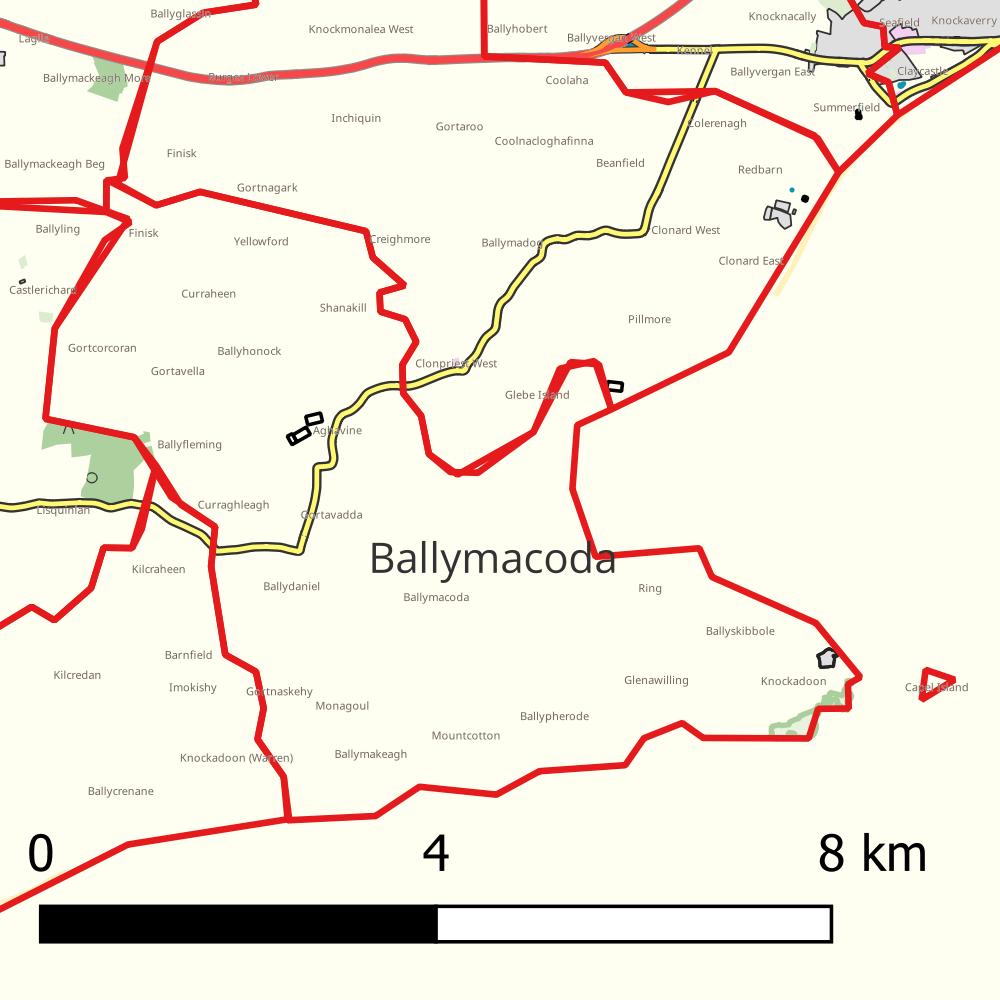 Ballyglassin
Knockmonalea West
Ballyhobert
Knocknacally
Seafield
Knockaverry
Laglis
Ballyvergan West
Kennel
Ballymackeagh More
Coolaha
Ballyvergan East
Claycastle
Summerfield
Inchiquin
Gortaroo
Colerenagh
Coolnacloghafinna
Finisk
Ballymackeagh Beg
Beanfield
Redbarn
Gortnagark
Ballyling
Finisk
Yellowford
Creighmore
Ballymadog
Clonard West
Clonard East
Castlerichard
Curraheen
Shanakill
Pillmore
Gortcorcoran
Ballyhonock
Gortavella
Clonpriest West
Glebe Island
Aghavine
Ballyfleming
Lisquinlan
Curraghleagh
Gortavadda
Ballymacoda
Kilcraheen
Ballydaniel
Ballymacoda
Ring
Ballyskibbole
Barnfield
Kilcredan
Imokishy
Gortnaskehy
Monagoul
Glenawilling
Knockadoon
Capel Island
Ballypherode
Mountcotton
Knockadoon (Warren)
Ballymakeagh
Ballycrenane
0 4 8 km